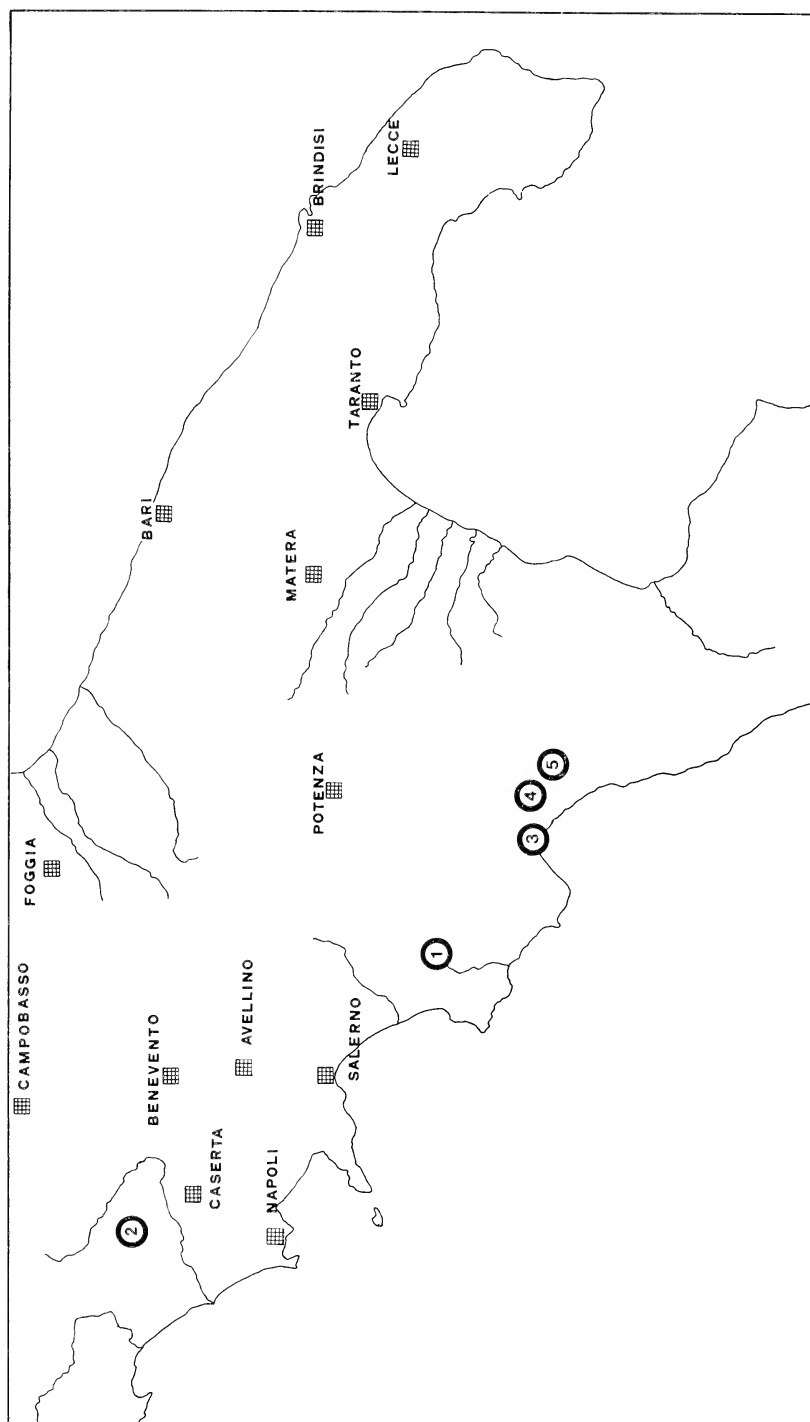 CAMPOBASSO
FOGGIA
BENEVENTO
BARI
AVELLINO
CASERTA
NAPOLI
SALERNO
POTENZA
MATERA
BRINDISI
TARANTO
LECCE
2
1
3
4
5